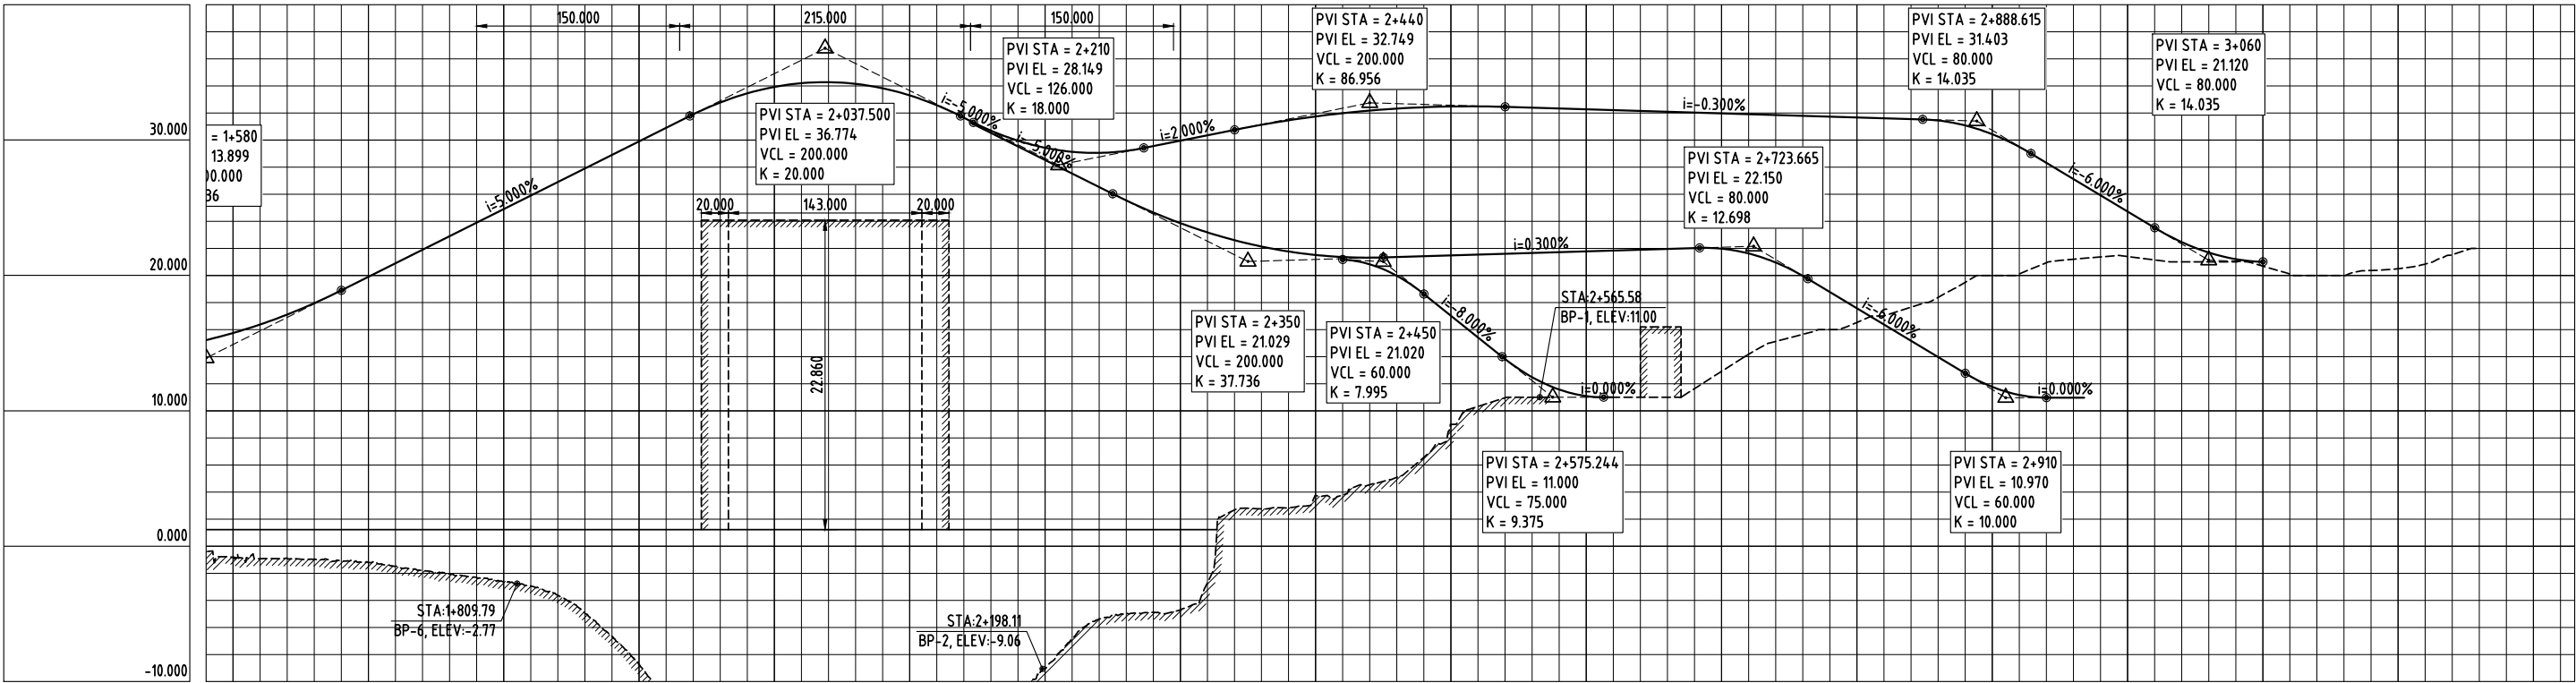 150.000
215.000
150.000
PVI STA = 2+210
PVI EL = 28.149
VCL = 126.000
K = 18.000
PVI STA = 2+440
PVI EL = 32.749
VCL = 200.000
K = 86.956
PVI STA = 2+888.615
PVI EL = 31.403
VCL = 80.000
K = 14.035
PVI STA = 3+060
PVI EL = 21.120
VCL = 80.000
K = 14.035
30.000
= 1+580
13.899
00.000
36
i=5.000%
PVI STA = 2+037.500
PVI EL = 36.774
VCL = 200.000
K = 20.000
i=-5.000%
i=-5.000%
i=2.000%
i=-0.300%
i=-6.000%
PVI STA = 2+723.665
PVI EL = 22.150
VCL = 80.000
K = 12.698
20.000
143.000
20.000
22.860
i=0.300%
20.000
i=-8.000%
STA:2+565.58
BP-1, ELEV:11.00
i=-6.000%
PVI STA = 2+350
PVI EL = 21.029
VCL = 200.000
K = 37.736
PVI STA = 2+450
PVI EL = 21.020
VCL = 60.000
K = 7.995
i=0.000%
i=0.000%
10.000
PVI STA = 2+575.244
PVI EL = 11.000
VCL = 75.000
K = 9.375
PVI STA = 2+910
PVI EL = 10.970
VCL = 60.000
K = 10.000
0.000
STA:1+809.79
BP-6, ELEV:-2.77
STA:2+198.11
BP-2, ELEV:-9.06
-10.000